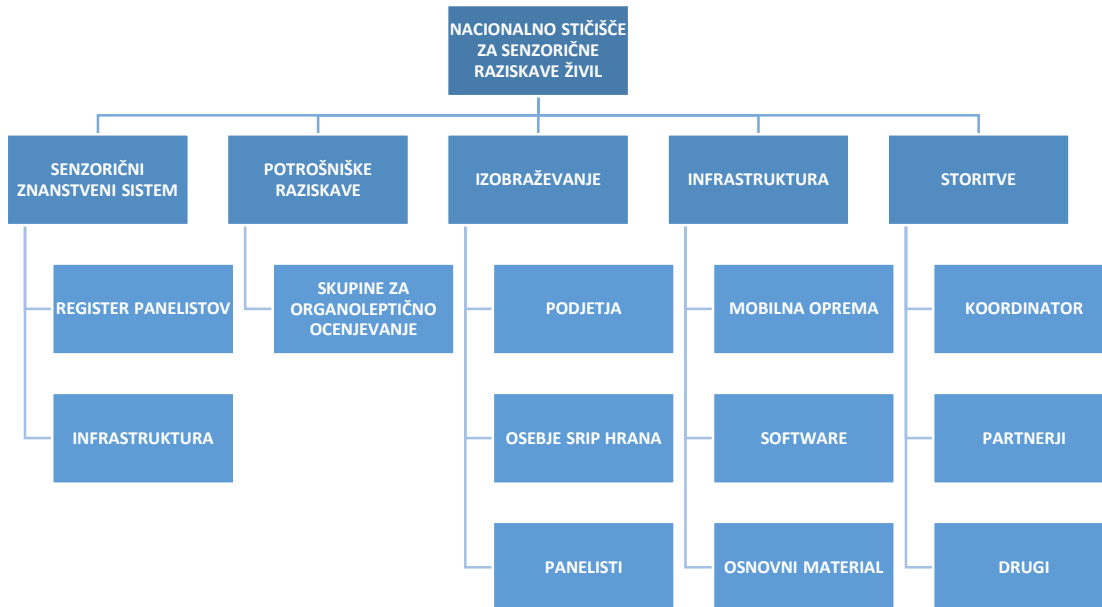 NACIONALNO STIČIŠČE
ZA SENZORIČNE
RAZISKAVE ŽIVIL
SENZORIČNI
ZNANSTVENI SISTEM
POTROŠNIŠKE
RAZISKAVE
IZOBRAŽEVANJE
INFRASTRUKTURA
STORITVE
REGISTER PANELISTOV
SKUPINE ZA
ORGANOLEPTIČNO
OCENJEVANJE
PODJETJA
MOBILNA OPREMA
KOORDINATOR
INFRASTRUKTURA
OSEBJE SRIP HRANA
SOFTWARE
PARTNERJI
PANELISTI
OSNOVNI MATERIAL
DRUGI